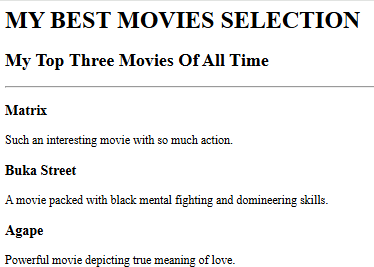 MY BEST MOVIES SELECTION
My Top Three Movies Of All Time
Matrix
Such an interesting movie with so much action.
Buka Street
A movie packed with black mental fighting and domineering skills.
Agape
Powerful movie depicting true meaning of love.